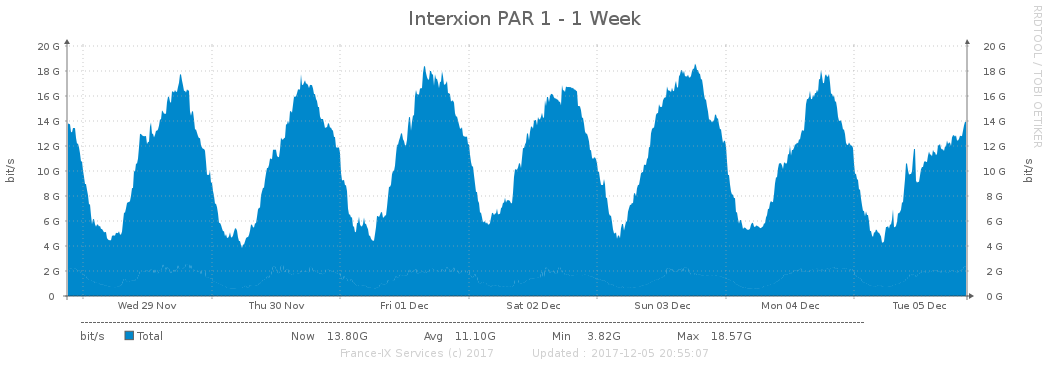 Interxion PAR 1 - 1 Week
RRDTOOL / TOBI OETIKER
20 G 20 G
18 G 18 G
16 G 16 G
14 G 14 G
12 G 12 G
10 G 10 G
8 G 8 G
6 G 6 G
4 G 4 G
2 G 2 G
0 0 G
bit/s bit/s
Wed 29 Nov Thu 30 Nov Fri 01 Dec Sat 02 Dec Sun 03 Dec Mon 04 Dec Tue 05 Dec
bit/s Total Now 13.80G Avg 11.10G Min 3.82G Max 18.57G
France-IX Services (c) 2017 Updated : 2017-12-05 20:55:07